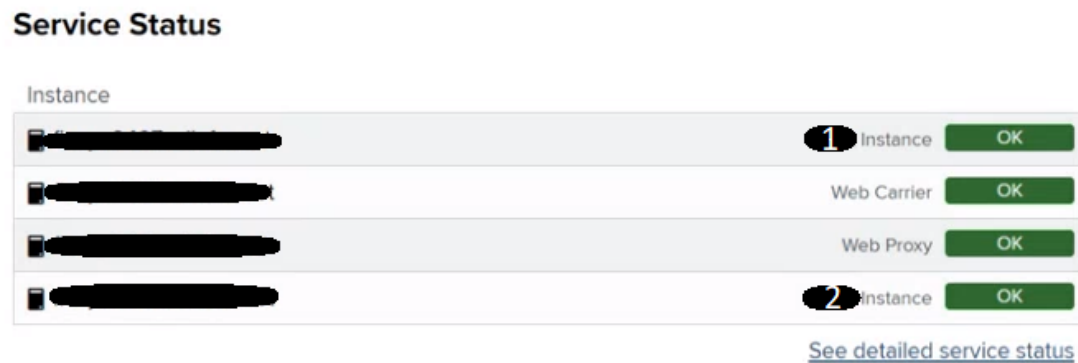 Service Status
Instance
1 Instance OK
Web Carrier OK
Web Proxy OK
2 Instance OK
See detailed service status